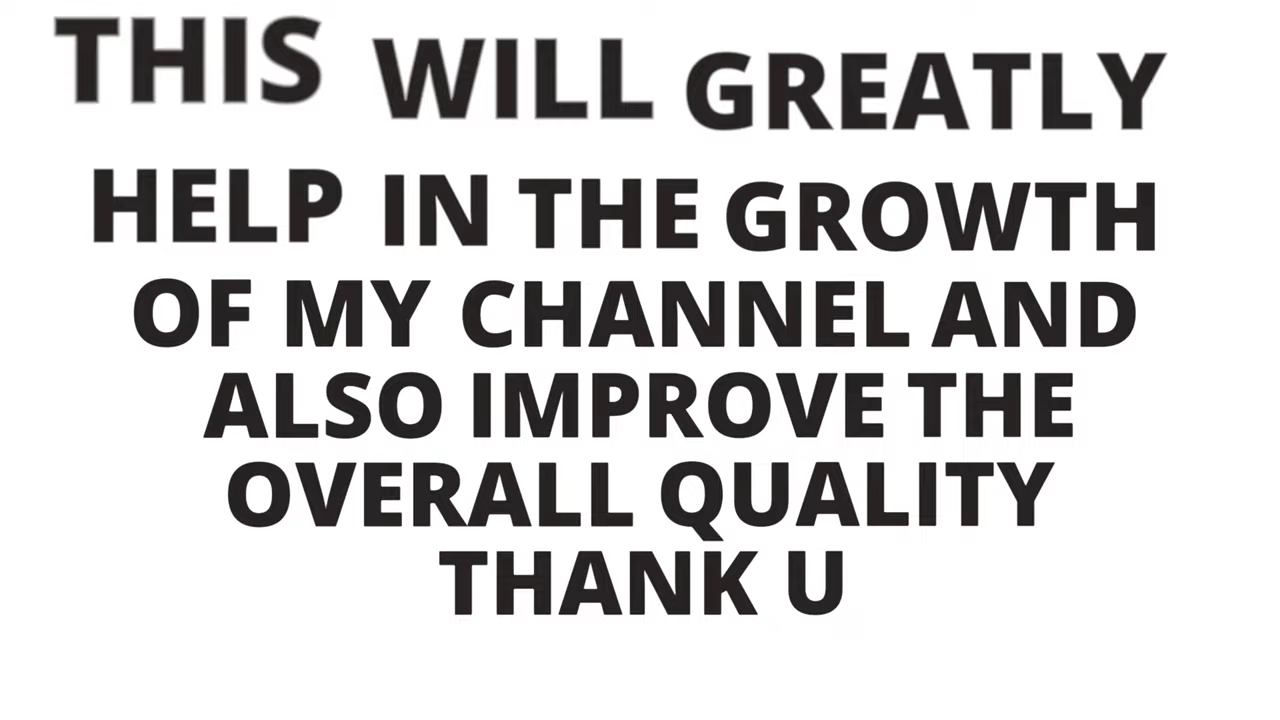 THIS WILL GREATLY
HELP IN THE GROWTH
OF MY CHANNEL AND
ALSO IMPROVE THE
OVERALL QUALITY
THANK U